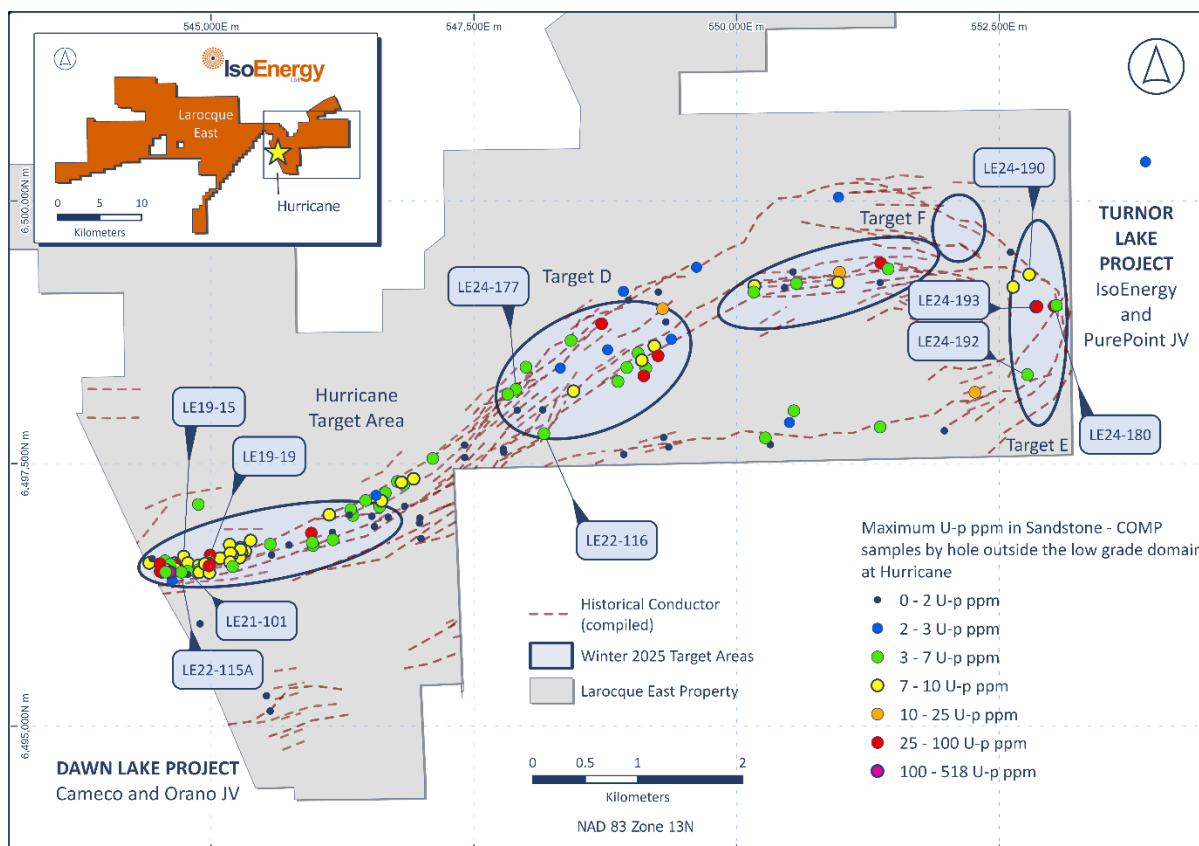 545,000E m
547,500E m
550,000E m
552,500E m
IsoEnergy
Ltd
Larocque
East
0 5 10
Kilometers
Hurricane
6,500,000N m
6,497,500N m
6,495,000N m
LE24-190
TURNOR
LAKE
PROJECT
IsoEnergy
and
PurePoint JV
Target F
Target D
LE24-177
LE24-193
LE24-192
Hurricane
Target Area
LE19-15
LE19-19
LE24-180
Target E
LE22-116
LE21-101
LE22-115A
Maximum U-p ppm in Sandstone - COMP
samples by hole outside the low grade domain
at Hurricane
0 - 2 U-p ppm
2 - 3 U-p ppm
3 - 7 U-p ppm
7 - 10 U-p ppm
10 - 25 U-p ppm
25 - 100 U-p ppm
100 - 518 U-p ppm
Historical Conductor
(compiled)
Winter 2025 Target Areas
Larocque East Property
DAWN LAKE PROJECT
Cameco and Orano JV
0 0.5 1 2
Kilometers
NAD 83 Zone 13N